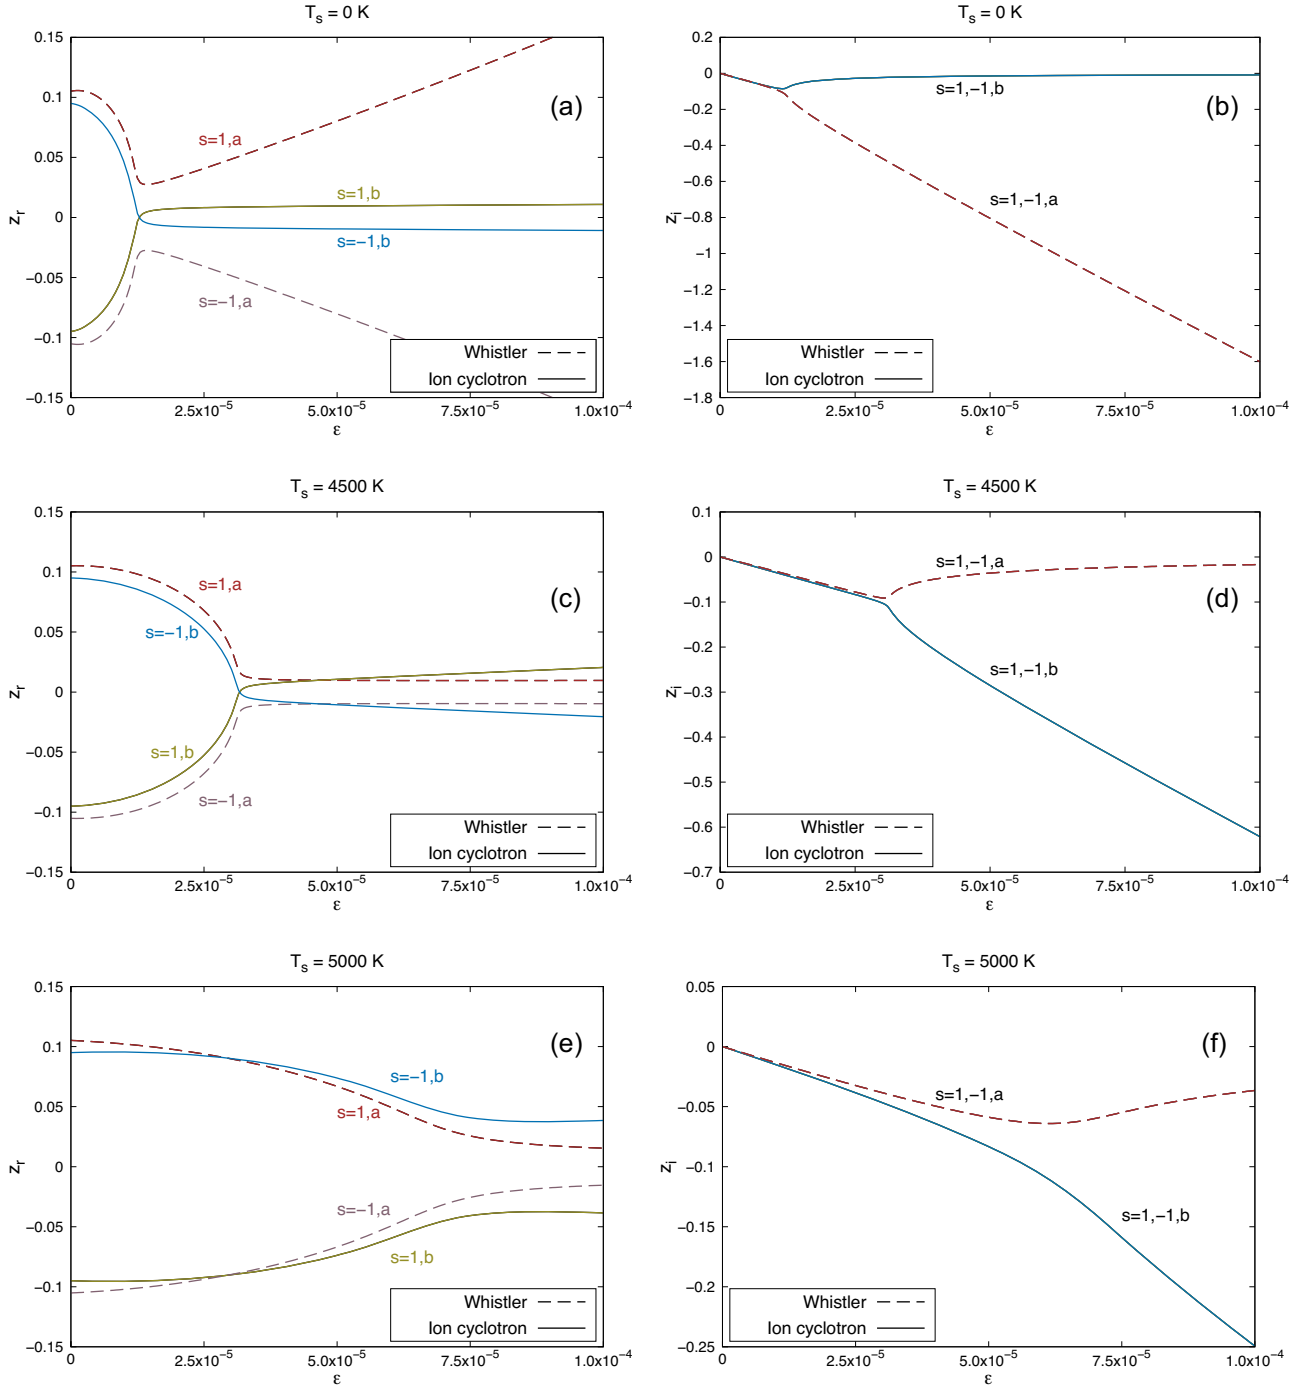 T_s = 0 K
0.15
0.1
0.05
0
−0.05
−0.1
−0.15
z_r
(a)
s=1,a
s=1,b
s=−1,b
s=−1,a
Whistler
Ion cyclotron
0 2.5x10^-5 5.0x10^-5 7.5x10^-5 1.0x10^-4
ε
T_s = 0 K
0.2
0
−0.2
−0.4
−0.6
−0.8
−1
−1.2
−1.4
−1.6
−1.8
z_i
(b)
s=1,−1,b
s=1,−1,a
Whistler
Ion cyclotron
0 2.5x10^-5 5.0x10^-5 7.5x10^-5 1.0x10^-4
ε
T_s = 4500 K
0.15
0.1
0.05
0
−0.05
−0.1
−0.15
z_r
(c)
s=1,a
s=−1,b
s=1,b
s=−1,a
Whistler
Ion cyclotron
0 2.5x10^-5 5.0x10^-5 7.5x10^-5 1.0x10^-4
ε
T_s = 4500 K
0.1
0
−0.1
−0.2
−0.3
−0.4
−0.5
−0.6
−0.7
z_i
(d)
s=1,−1,a
s=1,−1,b
Whistler
Ion cyclotron
0 2.5x10^-5 5.0x10^-5 7.5x10^-5 1.0x10^-4
ε
T_s = 5000 K
0.15
0.1
0.05
0
−0.05
−0.1
−0.15
z_r
(e)
s=−1,b
s=1,a
s=−1,a
s=1,b
Whistler
Ion cyclotron
0 2.5x10^-5 5.0x10^-5 7.5x10^-5 1.0x10^-4
ε
T_s = 5000 K
0.05
0
−0.05
−0.1
−0.15
−0.2
−0.25
z_i
(f)
s=1,−1,a
s=1,−1,b
Whistler
Ion cyclotron
0 2.5x10^-5 5.0x10^-5 7.5x10^-5 1.0x10^-4
ε